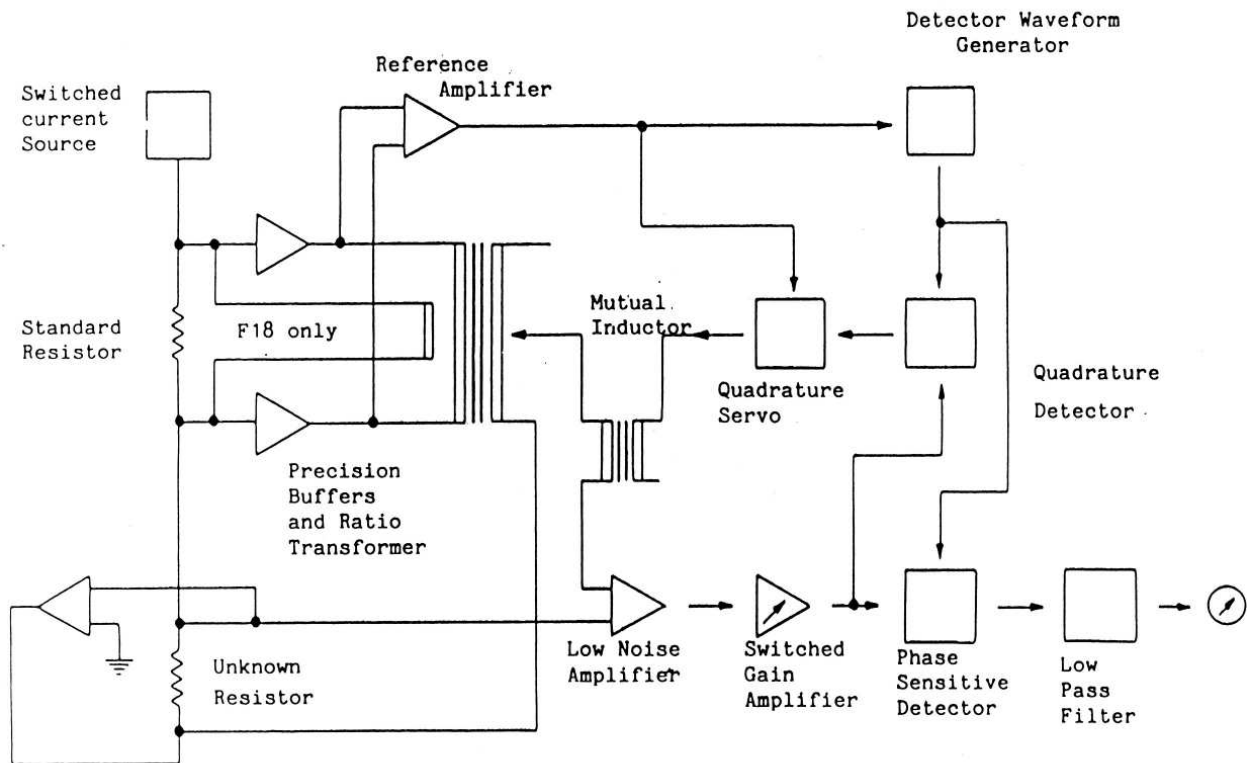 Detector Waveform
Generator
Reference
Amplifier
Switched
current
Source
Standard
Resistor
F18 only
Mutual
Inductor
Quadrature
Servo
Quadrature
Detector
Precision
Buffers
and Ratio
Transformer
Unknown
Resistor
Low Noise
Amplifier
Switched
Gain
Amplifier
Phase
Sensitive
Detector
Low
Pass
Filter